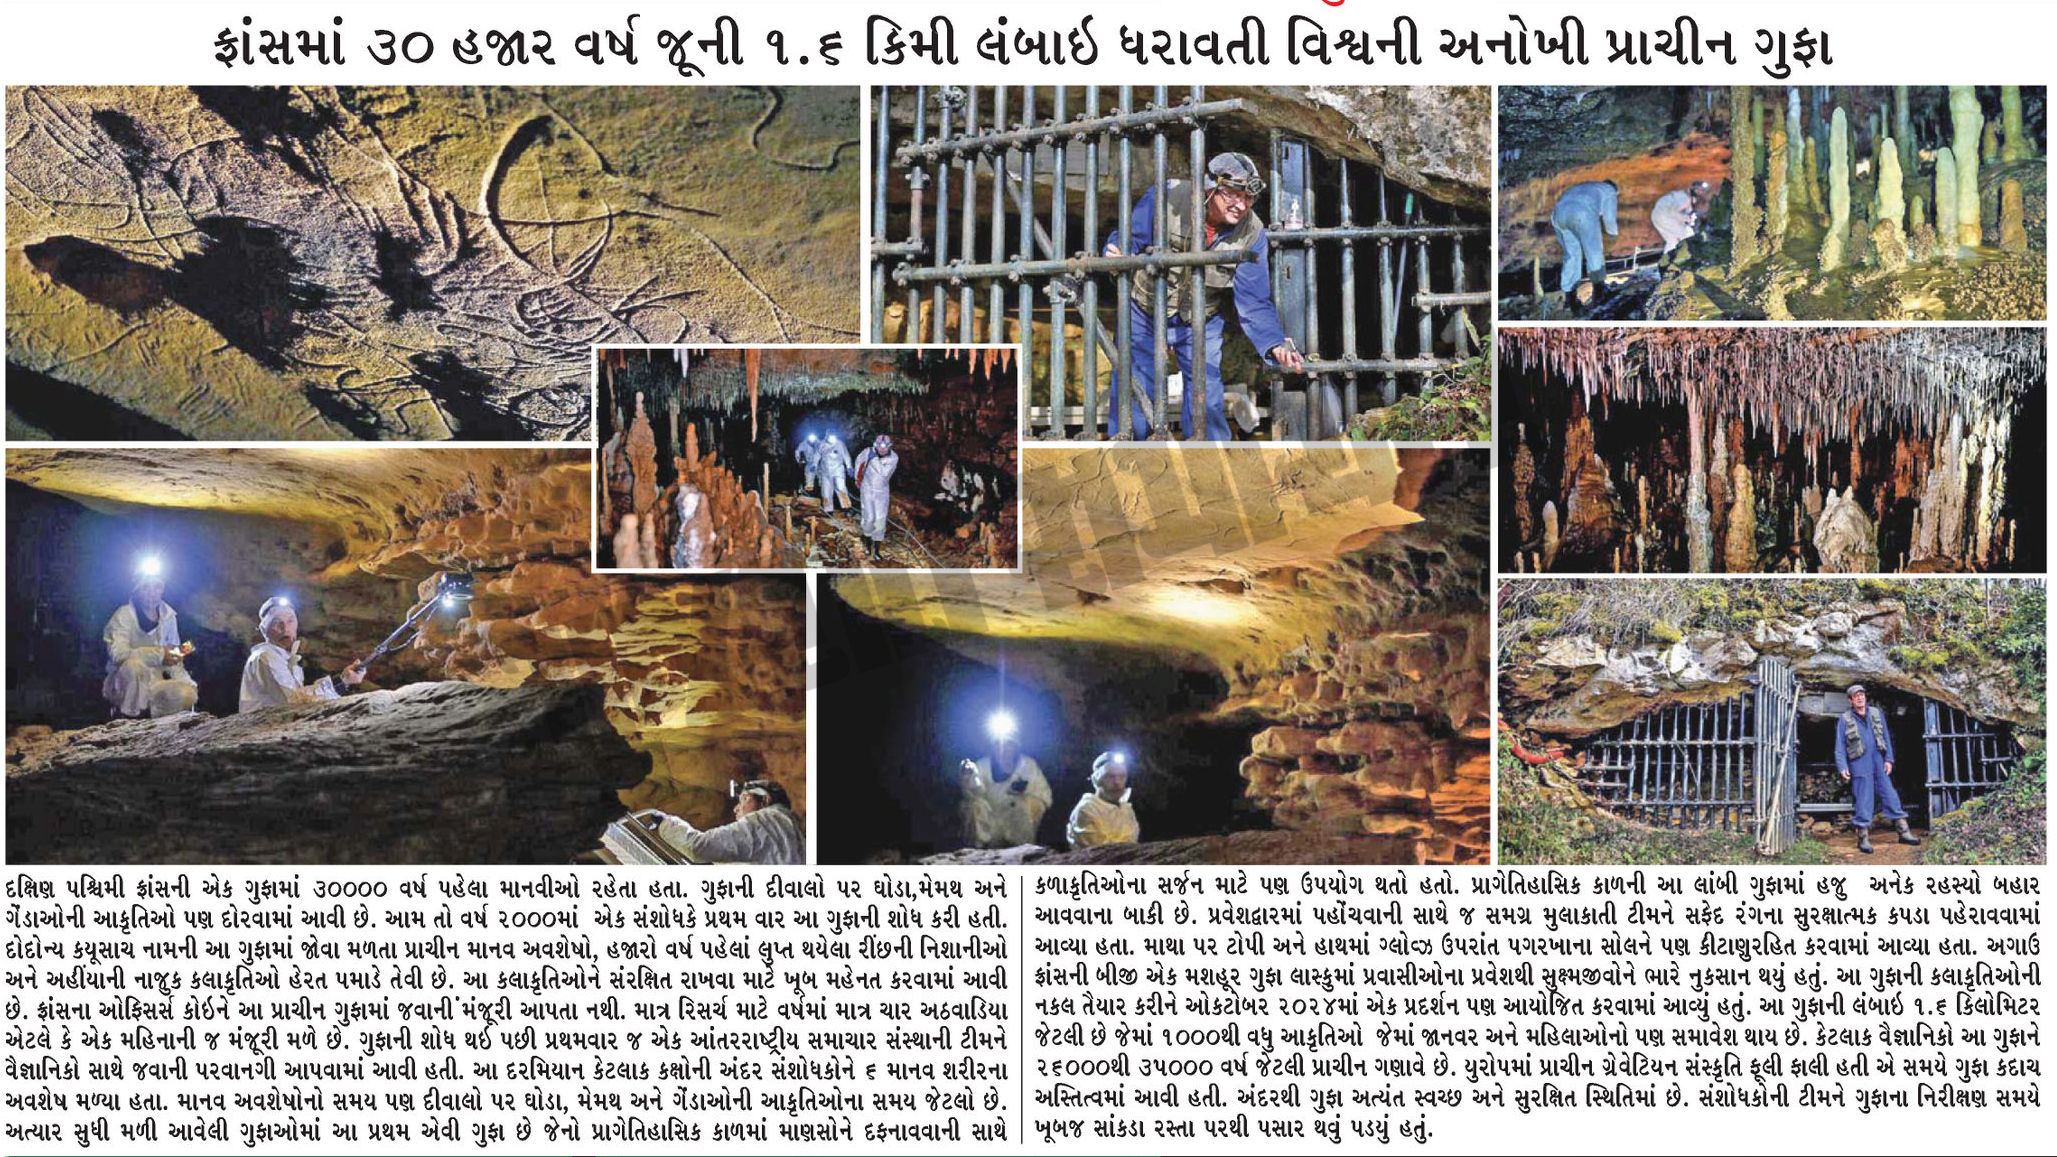 ફ્રાંસમાં ૩૦ હજાર વર્ષ જૂની ૧.૬ કિમી લંબાઇ ધરાવતી વિશ્વની અનોખી પ્રાચીન ગુફા
દક્ષિણ પશ્ચિમી ફ્રાંસની એક ગુફામાં ૩૦૦૦૦ વર્ષ પહેલા માનવીઓ રહેતા હતા. ગુફાની દીવાલો પર ઘોડા,મેમથ અને
ગેંડાઓની આકૃતિઓ પણ દોરવામાં આવી છે. આમ તો વર્ષ ૨૦૦૦માં એક સંશોધકે પ્રથમ વાર આ ગુફાની શોધ કરી હતી.
દોર્દોન્ય કયૂસાચ નામની આ ગુફામાં જોવા મળતા પ્રાચીન માનવ અવશેષો, હજારો વર્ષ પહેલાં લુપ્ત થયેલા રીંછની નિશાનીઓ
અને અહીંયાની નાજુક કલાકૃતિઓ હેરત પમાડે તેવી છે. આ કલાકૃતિઓને સંરક્ષિત રાખવા માટે ખૂબ મહેનત કરવામાં આવી
છે. ફ્રાંસના ઓફિસર્સ કોઇને આ પ્રાચીન ગુફામાં જવાની મંજૂરી આપતા નથી. માત્ર રિસર્ચ માટે વર્ષમાં માત્ર ચાર અઠવાડિયા
એટલે કે એક મહિનાની જ મંજૂરી મળે છે. ગુફાની શોધ થઇ પછી પ્રથમવાર જ એક આંતરરાષ્ટ્રીય સમાચાર સંસ્થાની ટીમને
વૈજ્ઞાનિકો સાથે જવાની પરવાનગી આપવામાં આવી હતી. આ દરમિયાન કેટલાક કક્ષોની અંદર સંશોધકોને ૬ માનવ શરીરના
અવશેષ મળ્યા હતા. માનવ અવશેષોનો સમય પણ દીવાલો પર ઘોડા, મેમથ અને ગેંડાઓની આકૃતિઓના સમય જેટલો છે.
અત્યાર સુધી મળી આવેલી ગુફાઓમાં આ પ્રથમ એવી ગુફા છે જેનો પ્રાગેતિહાસિક કાળમાં માણસોને દફનાવવાની સાથે
કળાકૃતિઓના સર્જન માટે પણ ઉપયોગ થતો હતો. પ્રાગેતિહાસિક કાળની આ લાંબી ગુફામાં હજુ અનેક રહસ્યો બહાર
આવવાના બાકી છે. પ્રવેશદ્વારમાં પહોંચવાની સાથે જ સમગ્ર મુલાકાતી ટીમને સફેદ રંગના સુરક્ષાત્મક કપડા પહેરાવવામાં
આવ્યા હતા. માથા પર ટોપી અને હાથમાં ગ્લોવ્ઝ ઉપરાંત પગરખાના સોલને પણ કીટાણુરહિત કરવામાં આવ્યા હતા. અગાઉ
ફ્રાંસની બીજી એક મશહૂર ગુફા લાસ્કુમાં પ્રવાસીઓના પ્રવેશથી સુક્ષ્મજીવોને ભારે નુકસાન થયું હતું. આ ગુફાની કલાકૃતિઓની
નકલ તૈયાર કરીને ઓકટોબર ૨૦૨૪માં એક પ્રદર્શન પણ આયોજિત કરવામાં આવ્યું હતું. આ ગુફાની લંબાઇ ૧.૬ કિલોમિટર
જેટલી છે જેમાં ૧૦૦૦થી વધુ આકૃતિઓ જેમાં જાનવર અને મહિલાઓનો પણ સમાવેશ થાય છે. કેટલાક વૈજ્ઞાનિકો આ ગુફાને
૨૬૦૦૦થી ૩૫૦૦૦ વર્ષ જેટલી પ્રાચીન ગણાવે છે. યુરોપમાં પ્રાચીન ગ્રેવેટિયન સંસ્કૃતિ ફૂલી ફાલી હતી એ સમયે ગુફા કદાચ
અસ્તિત્વમાં આવી હતી. અંદરથી ગુફા અત્યંત સ્વચ્છ અને સુરક્ષિત સ્થિતિમાં છે. સંશોધકોની ટીમને ગુફાના નિરીક્ષણ સમયે
ખૂબજ સાંકડા રસ્તા પરથી પસાર થવું પડયું હતું.